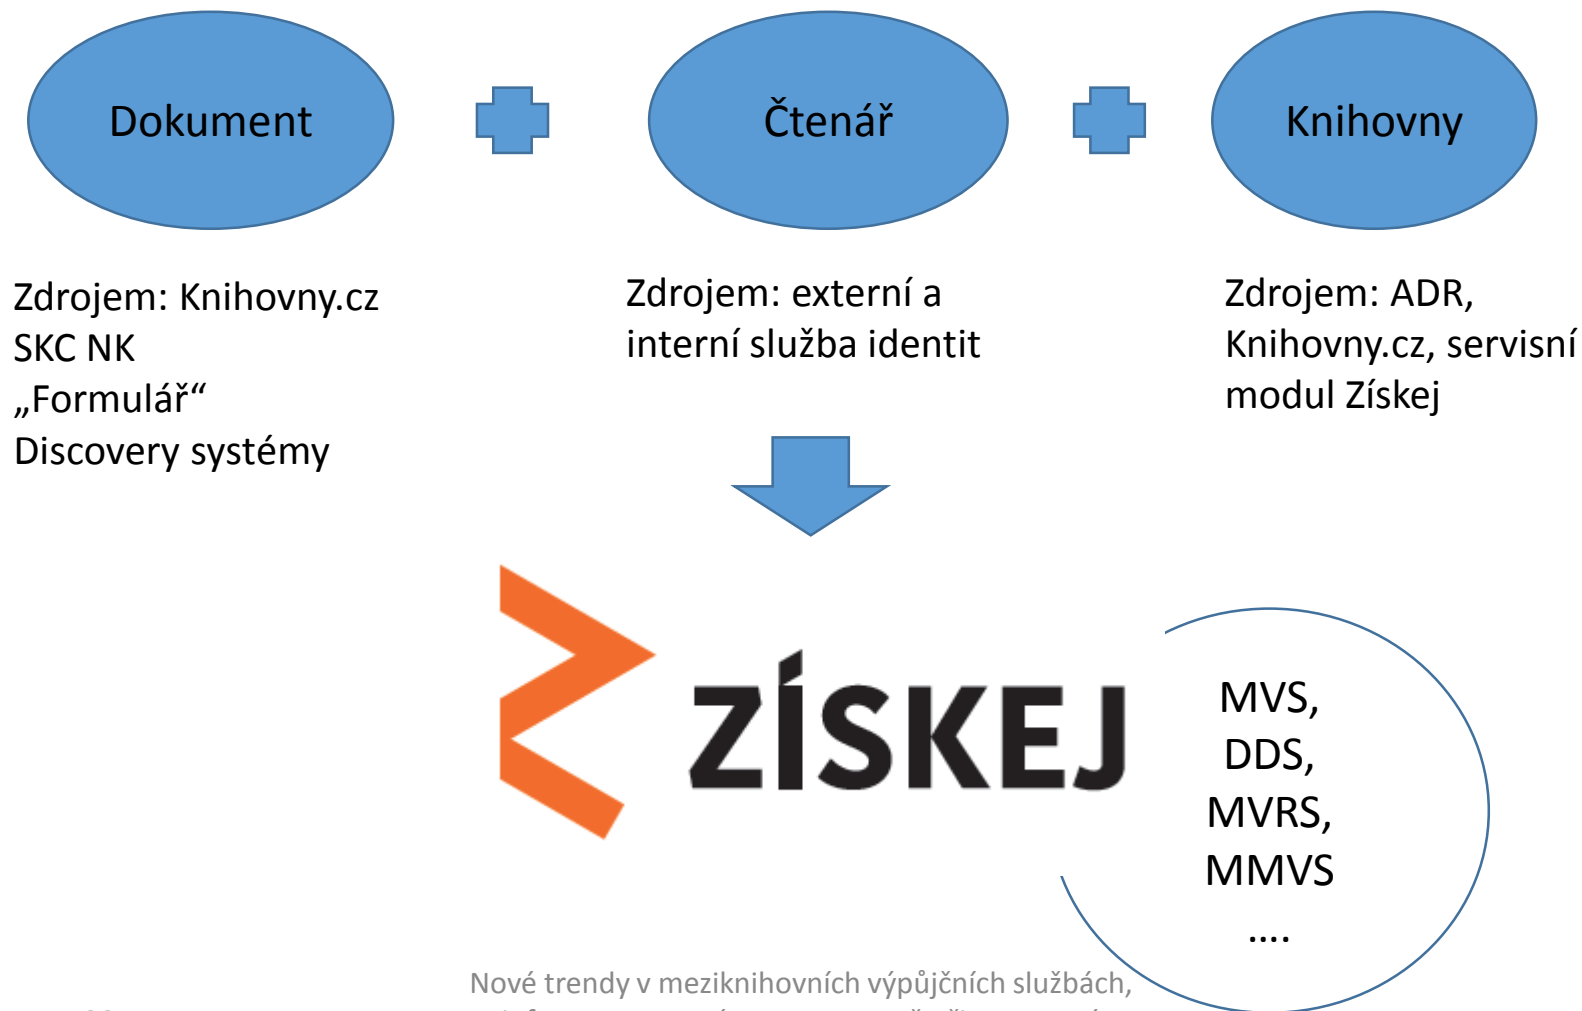 Dokument
Čtenář
Knihovny
Zdrojem: Knihovny.cz
SKC NK
„Formulář“
Discovery systémy
Zdrojem: externí a
interní služba identit
Zdrojem: ADR,
Knihovny.cz, servisní
modul Získej
ZÍSKEJ
MVS,
DDS,
MVRS,
MMVS
....
Nové trendy v meziknihovních výpůjčních službách,